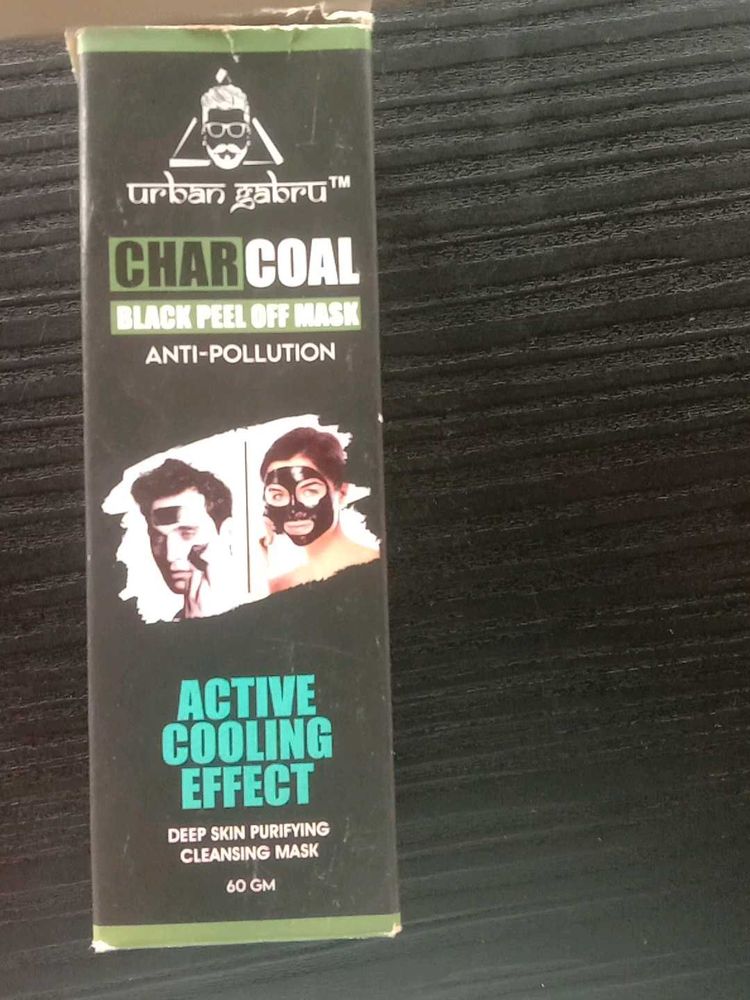 urban gabru™
CHARCOAL
BLACK PEEL OFF MASK
ANTI-POLLUTION
ACTIVE
COOLING
EFFECT
DEEP SKIN PURIFYING
CLEANSING MASK
60 GM